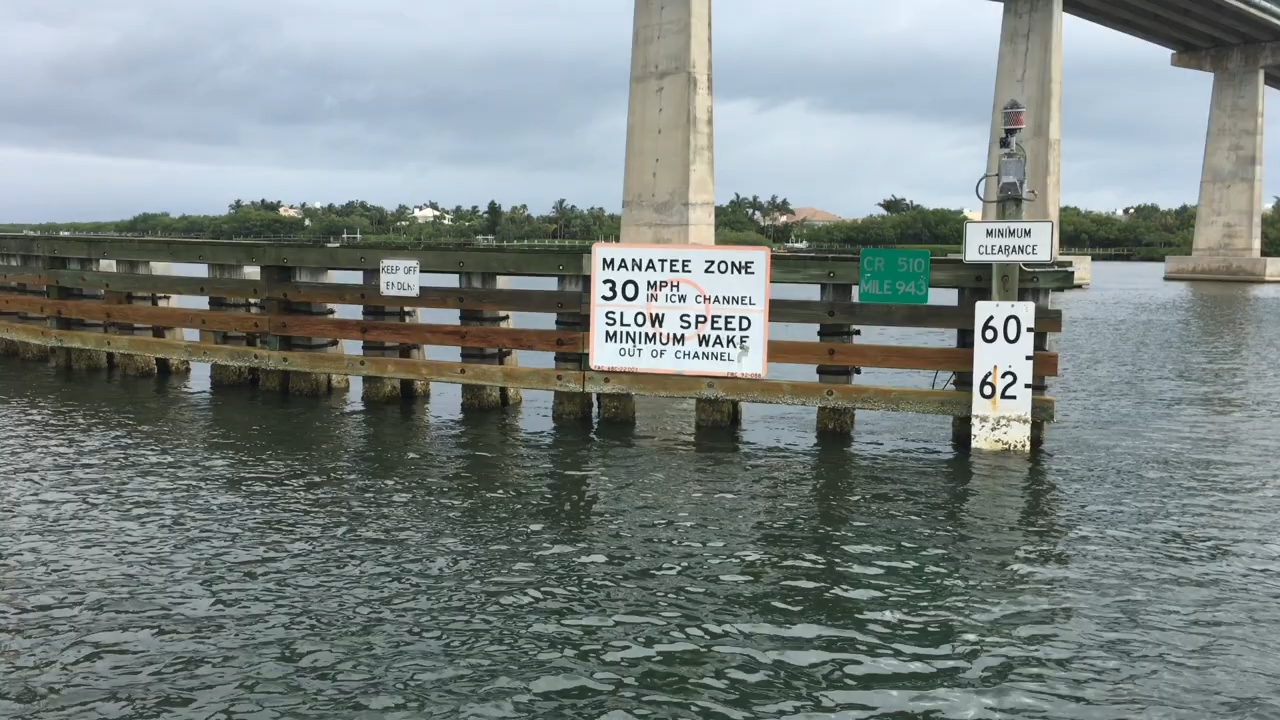 KEEP OFF
FENDER
MANATEE ZONE
30 MPH
IN ICW CHANNEL
SLOW SPEED
MINIMUM WAKE
OUT OF CHANNEL
CR 510
MILE 943
MINIMUM
CLEARANCE
60
62